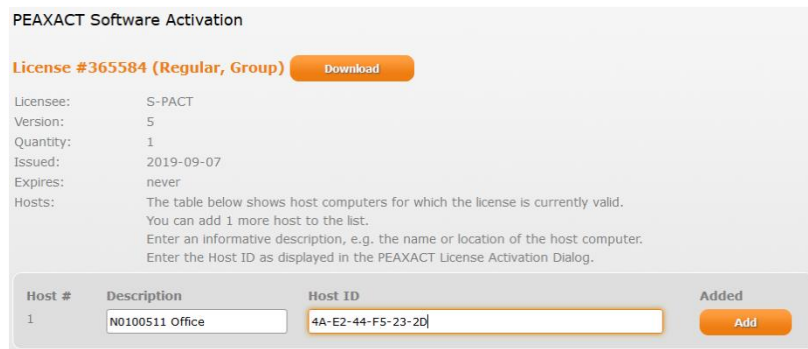 PEAXACT Software Activation
License #365584 (Regular, Group) Download
Licensee: S-PACT
Version: 5
Quantity: 1
Issued: 2019-09-07
Expires: never
Hosts: The table below shows host computers for which the license is currently valid.
You can add 1 more host to the list.
Enter an informative description, e.g. the name or location of the host computer.
Enter the Host ID as displayed in the PEAXACT License Activation Dialog.
Host # Description Host ID Added
1 N0100511 Office 4A-E2-44-F5-23-2D Add